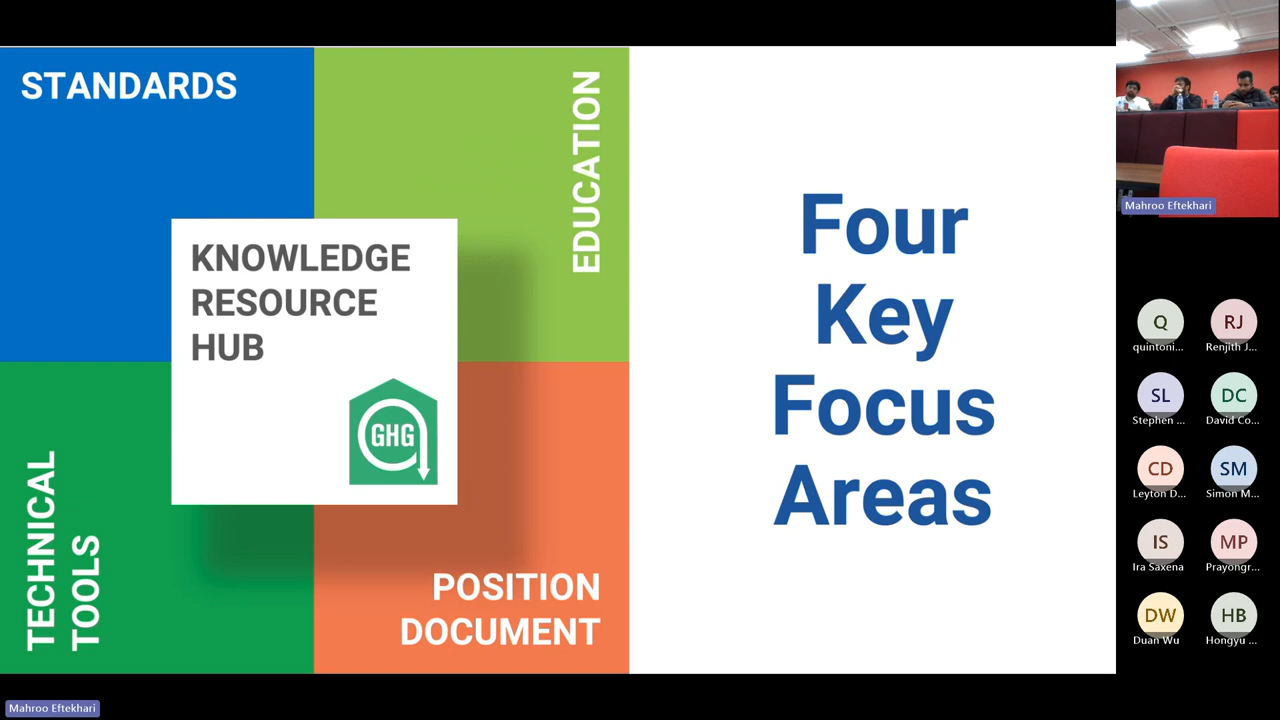 STANDARDS
EDUCATION
KNOWLEDGE
RESOURCE
HUB
GHG
TECHNICAL
TOOLS
POSITION
DOCUMENT
Four
Key
Focus
Areas
Mahroo Eftekhari
Q
quintoni...
RJ
Renjith J...
SL
Stephen ...
DC
David Co...
CD
Leyton D...
SM
Simon M...
IS
Ira Saxena
MP
Prayongr...
DW
Duan Wu
HB
Hongyu ...
Mahroo Eftekhari